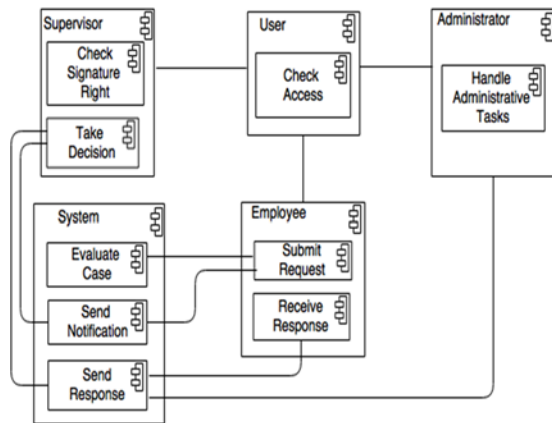 Supervisor
Check
Signature
Right
Take
Decision
User
Check
Access
Administrator
Handle
Administrative
Tasks
System
Evaluate
Case
Send
Notification
Send
Response
Employee
Submit
Request
Receive
Response